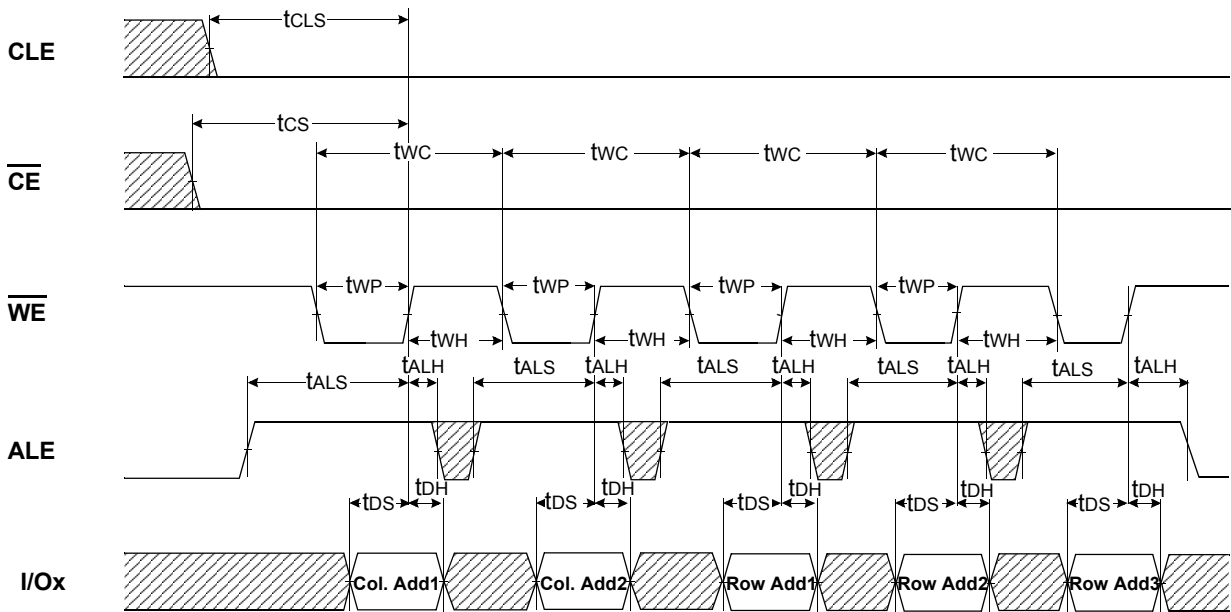 tCLS
CLE
tCS
tWC tWC tWC tWC
CE
tWP tWP tWP tWP
WE
tWH tWH tWH tWH
tALS tALH tALS tALH tALS tALH tALS tALH tALS tALH
ALE
tDS tDH tDS tDH tDS tDH tDS tDH tDS tDH
I/Ox Col. Add1 Col. Add2 Row Add1 Row Add2 Row Add3